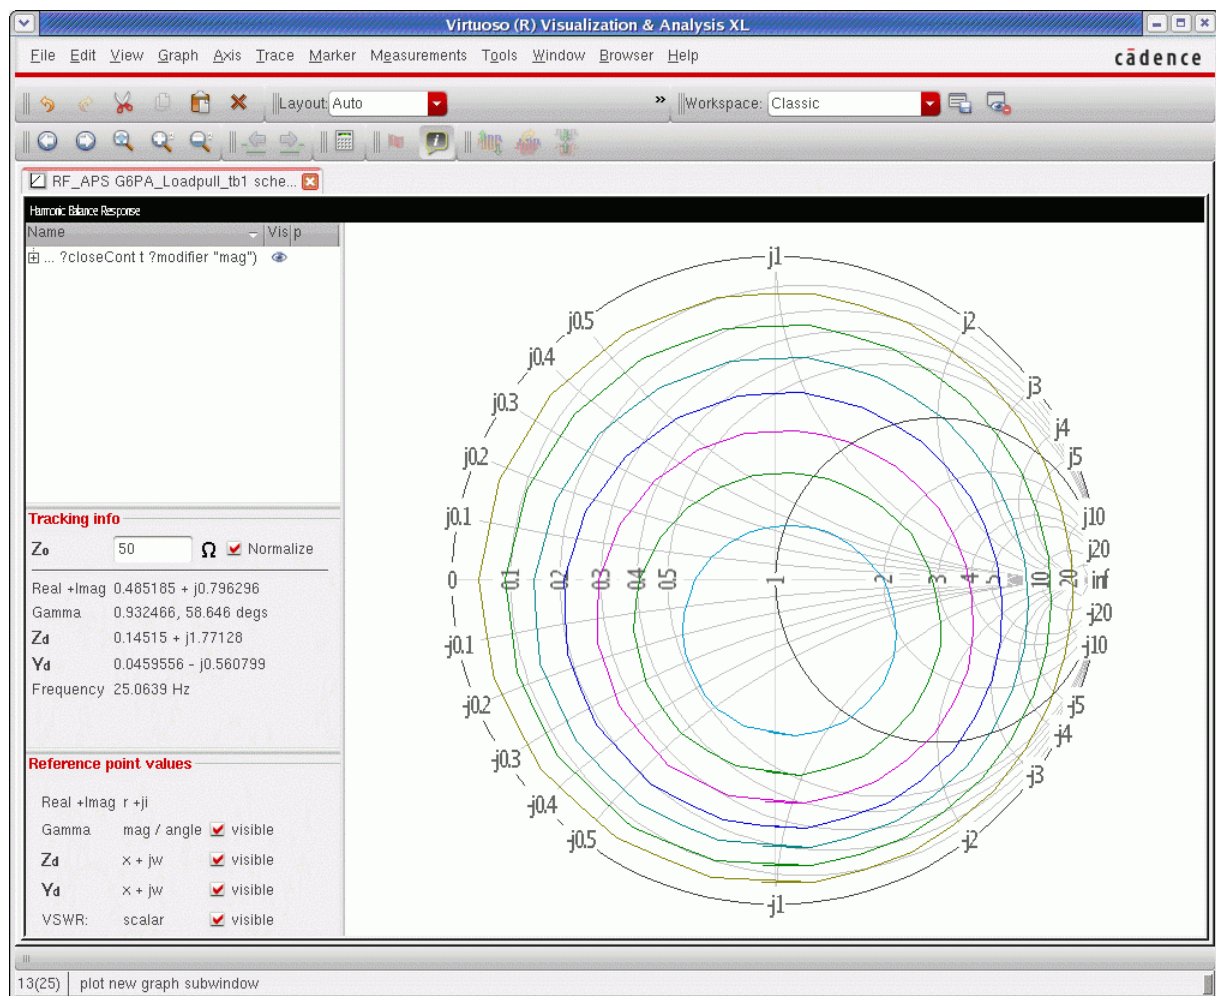 Virtuoso (R) Visualization & Analysis XL
File Edit View Graph Axis Trace Marker Measurements Tools Window Browser Help
cādence
Layout: Auto
» Workspace: Classic
RF_APS G6PA_Loadpull_tb1 sche...
Harmonic Balance Response
Name Vis p
... ?closeCont t ?modifier "mag")
Tracking info
Zo 50 Ω Normalize
Real +Imag 0.485185 + j0.796296
Gamma 0.932466, 58.646 degs
Zd 0.14515 + j1.77128
Yd 0.0459556 - j0.560799
Frequency 25.0639 Hz
Reference point values
Real +Imag r +ji
Gamma mag / angle visible
Zd x + jw visible
Yd x + jw visible
VSWR: scalar visible
j1
j0.5
j2
j0.4
j0.3
j3
j0.2
j4
j5
j0.1
j10
j20
0 0.1 0.2 0.3 0.4 0.5 1 2 3 4 5 10 20 inf
-j20
-j0.1
-j10
-j0.2
-j5
-j0.3
-j4
-j0.4
-j3
-j0.5
-j2
-j1
13(25) plot new graph subwindow